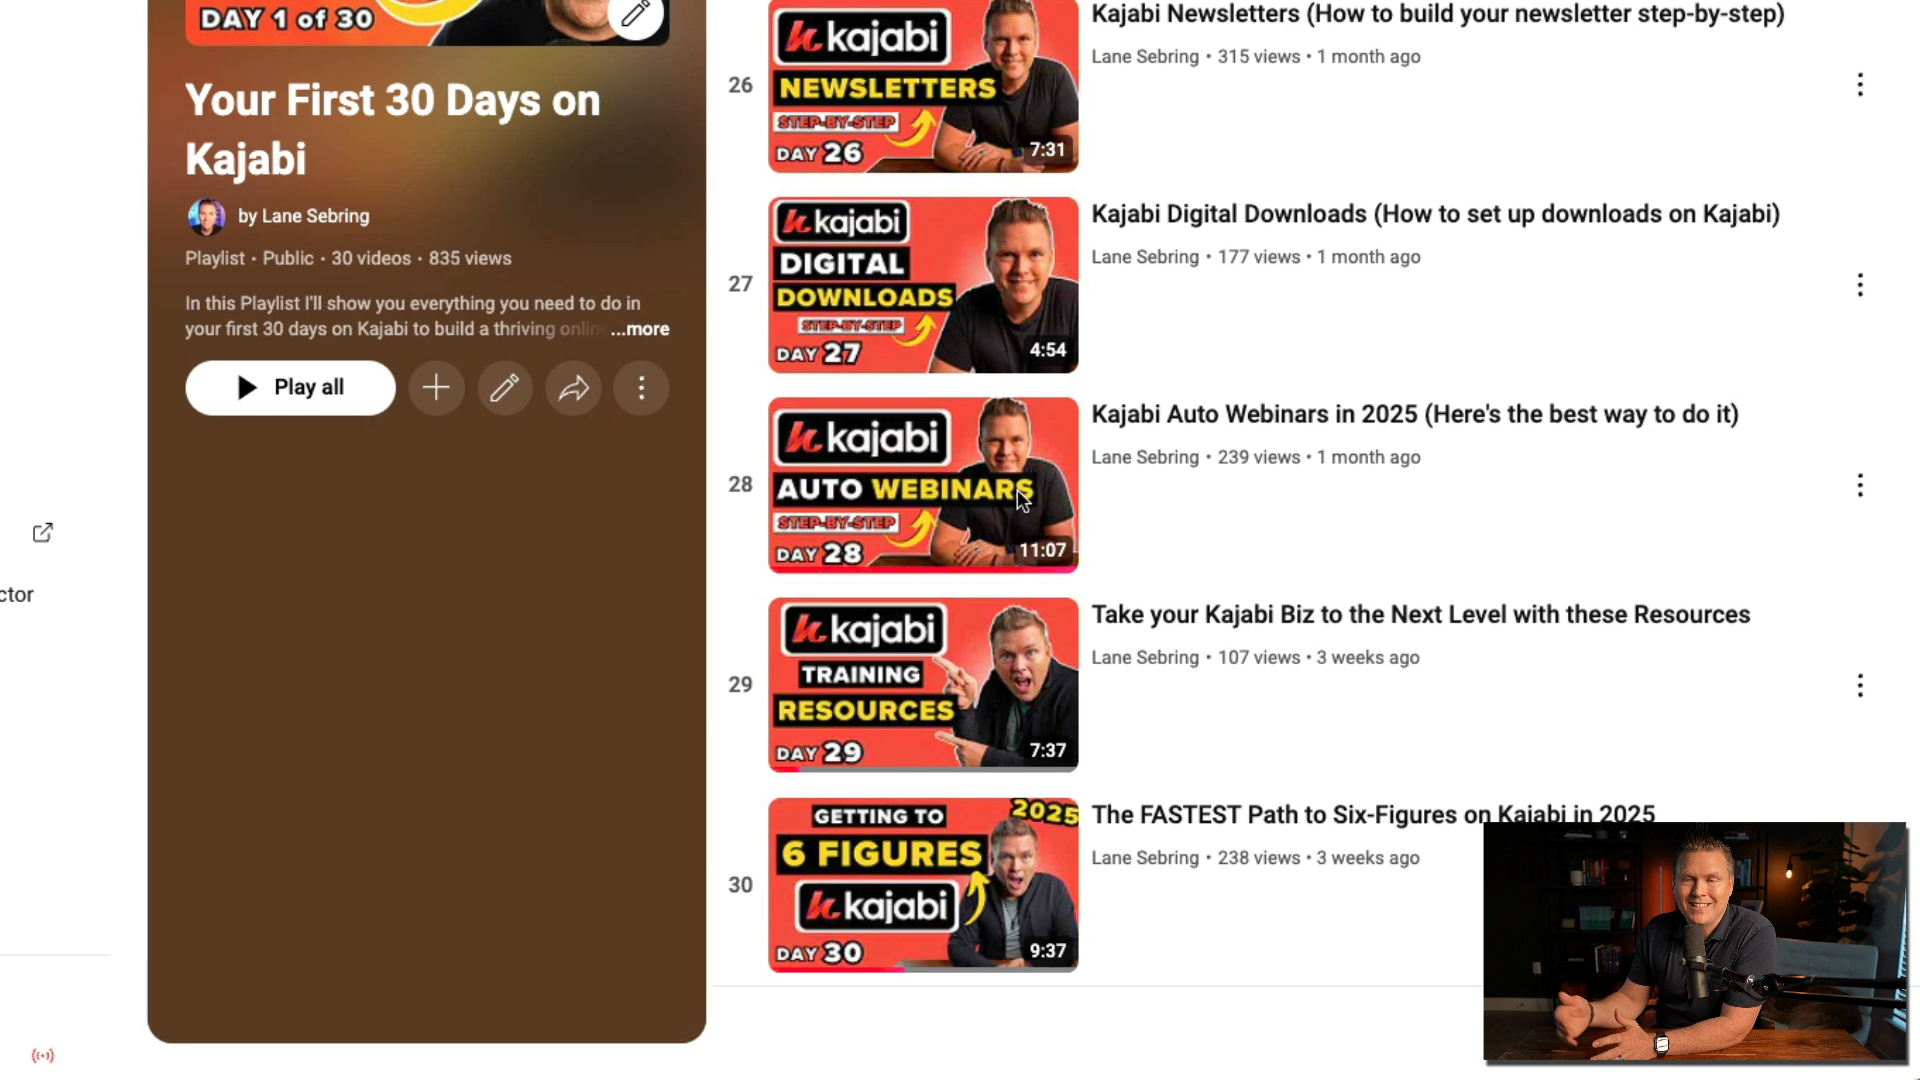 DAY 1 of 30
Your First 30 Days on
Kajabi
by Lane Sebring
Playlist • Public • 30 videos • 835 views
In this Playlist I'll show you everything you need to do in
your first 30 days on Kajabi to build a thriving online ...more
Play all
ctor
26
kajabi
NEWSLETTERS
STEP-BY-STEP
DAY 26
7:31
Kajabi Newsletters (How to build your newsletter step-by-step)
Lane Sebring • 315 views • 1 month ago
27
kajabi
DIGITAL
DOWNLOADS
STEP-BY-STEP
DAY 27
4:54
Kajabi Digital Downloads (How to set up downloads on Kajabi)
Lane Sebring • 177 views • 1 month ago
28
kajabi
AUTO WEBINARS
STEP-BY-STEP
DAY 28
11:07
Kajabi Auto Webinars in 2025 (Here's the best way to do it)
Lane Sebring • 239 views • 1 month ago
29
kajabi
TRAINING
RESOURCES
DAY 29
7:37
Take your Kajabi Biz to the Next Level with these Resources
Lane Sebring • 107 views • 3 weeks ago
30
GETTING TO
2025
6 FIGURES
kajabi
DAY 30
9:37
The FASTEST Path to Six-Figures on Kajabi in 2025
Lane Sebring • 238 views • 3 weeks ago